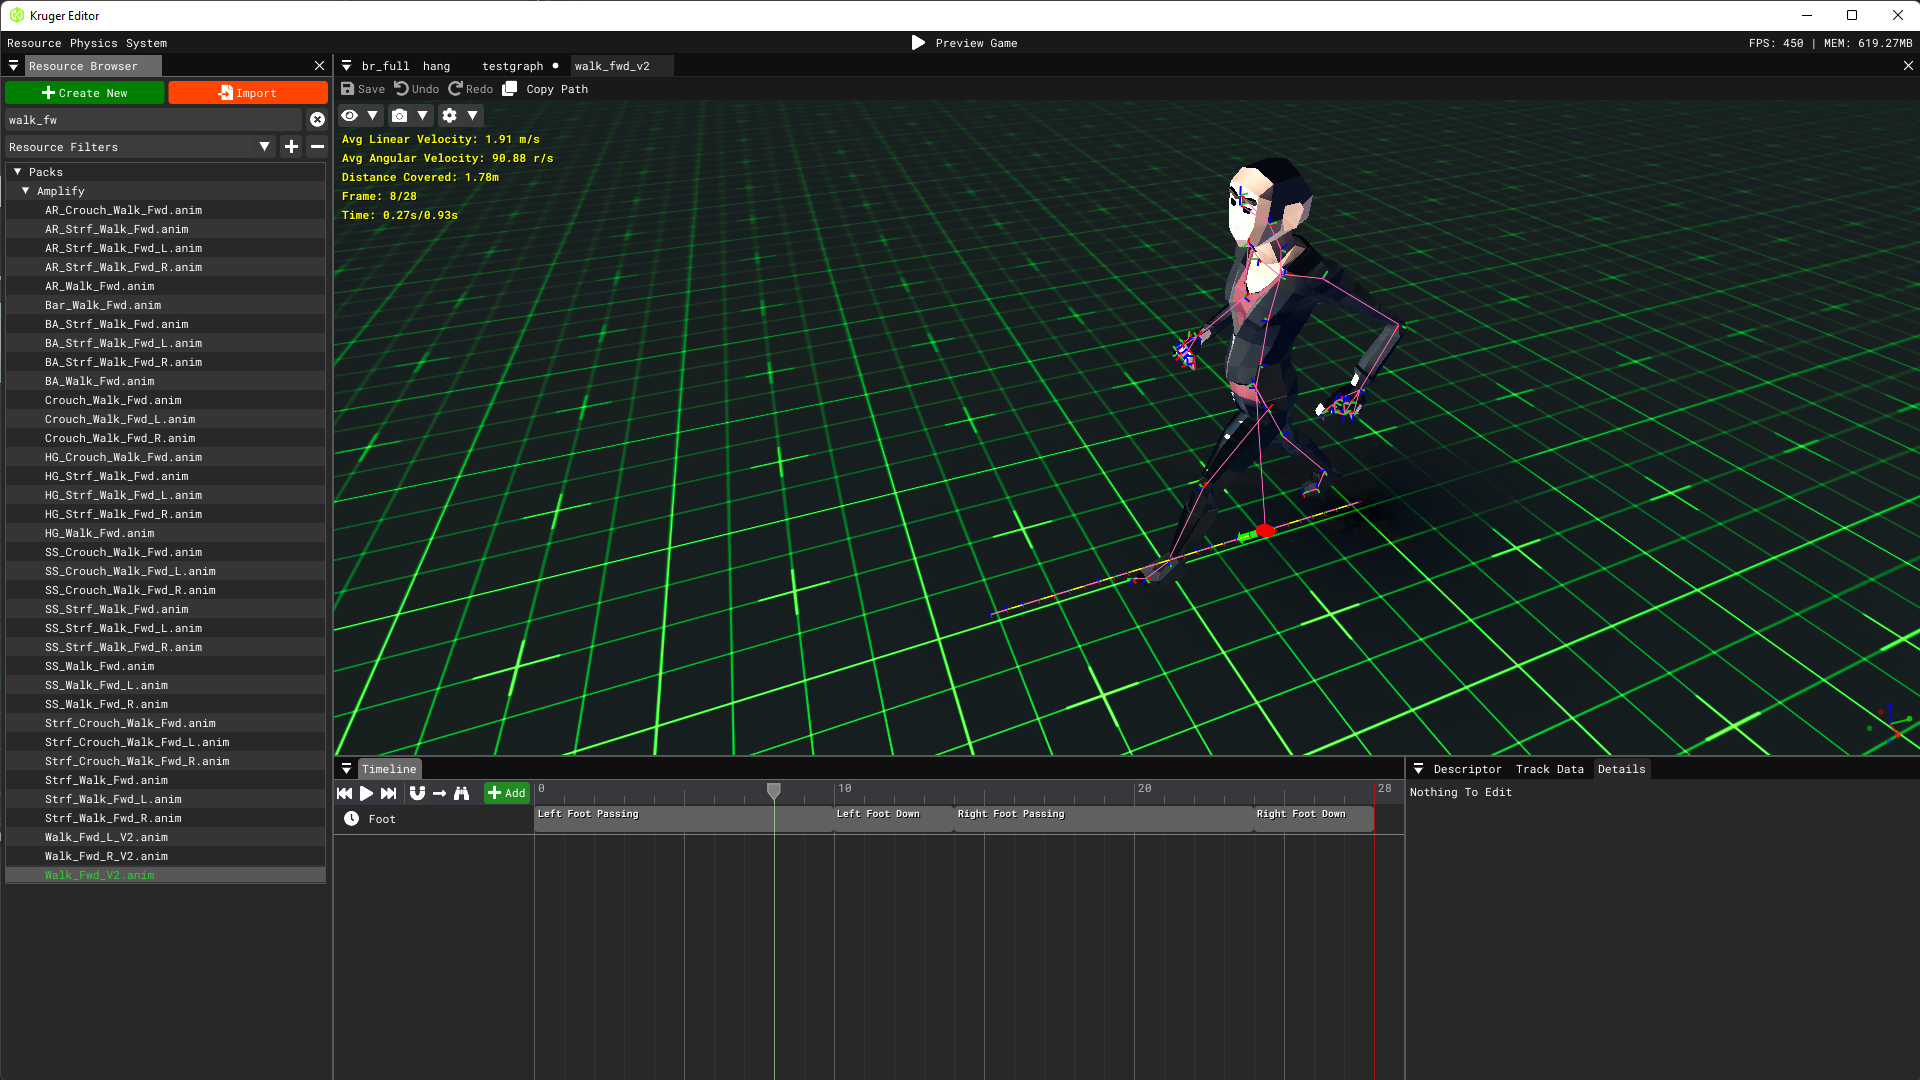 Kruger Editor
Resource Physics System
Preview Game
FPS: 450 | MEM: 619.27MB
Resource Browser
br_full hang testgraph walk_fwd_v2
Create New Import
Save Undo Redo Copy Path
walk_fw
Resource Filters
Avg Linear Velocity: 1.91 m/s
Avg Angular Velocity: 90.88 r/s
Distance Covered: 1.78m
Frame: 8/28
Time: 0.27s/0.93s
Packs
Amplify
AR_Crouch_Walk_Fwd.anim
AR_Strf_Walk_Fwd.anim
AR_Strf_Walk_Fwd_L.anim
AR_Strf_Walk_Fwd_R.anim
AR_Walk_Fwd.anim
Bar_Walk_Fwd.anim
BA_Strf_Walk_Fwd.anim
BA_Strf_Walk_Fwd_L.anim
BA_Strf_Walk_Fwd_R.anim
BA_Walk_Fwd.anim
Crouch_Walk_Fwd.anim
Crouch_Walk_Fwd_L.anim
Crouch_Walk_Fwd_R.anim
HG_Crouch_Walk_Fwd.anim
HG_Strf_Walk_Fwd.anim
HG_Strf_Walk_Fwd_L.anim
HG_Strf_Walk_Fwd_R.anim
HG_Walk_Fwd.anim
SS_Crouch_Walk_Fwd.anim
SS_Crouch_Walk_Fwd_L.anim
SS_Crouch_Walk_Fwd_R.anim
SS_Strf_Walk_Fwd.anim
SS_Strf_Walk_Fwd_L.anim
SS_Strf_Walk_Fwd_R.anim
SS_Walk_Fwd.anim
SS_Walk_Fwd_L.anim
SS_Walk_Fwd_R.anim
Strf_Crouch_Walk_Fwd.anim
Strf_Crouch_Walk_Fwd_L.anim
Strf_Crouch_Walk_Fwd_R.anim
Strf_Walk_Fwd.anim
Strf_Walk_Fwd_L.anim
Strf_Walk_Fwd_R.anim
Walk_Fwd_L_V2.anim
Walk_Fwd_R_V2.anim
Walk_Fwd_V2.anim
Timeline
Add
0 10 20 28
Foot
Left Foot Passing Left Foot Down Right Foot Passing Right Foot Down
Descriptor Track Data Details
Nothing To Edit